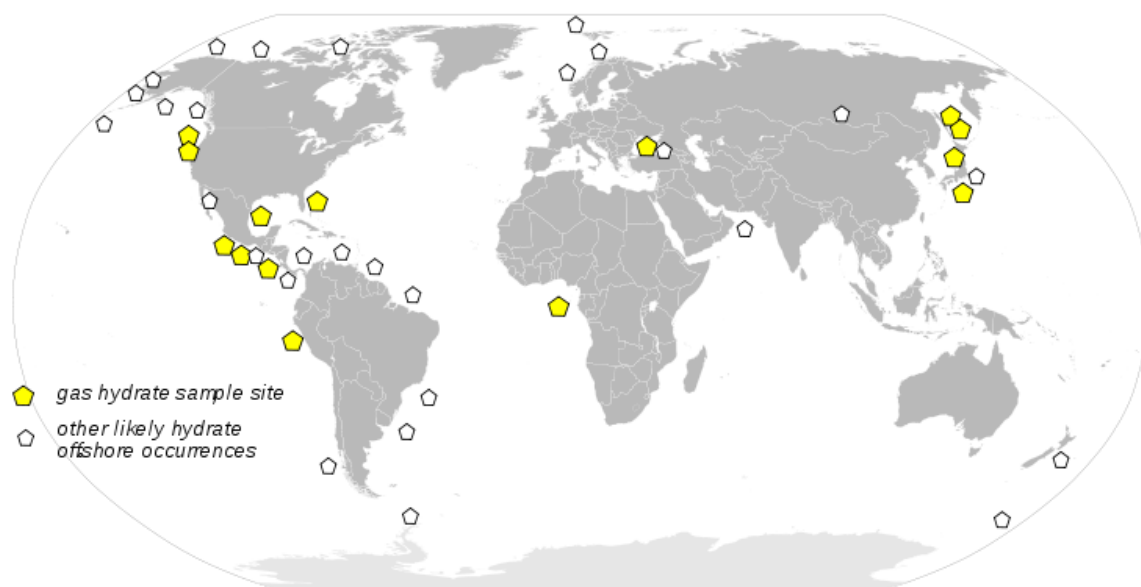 gas hydrate sample site
other likely hydrate
offshore occurrences